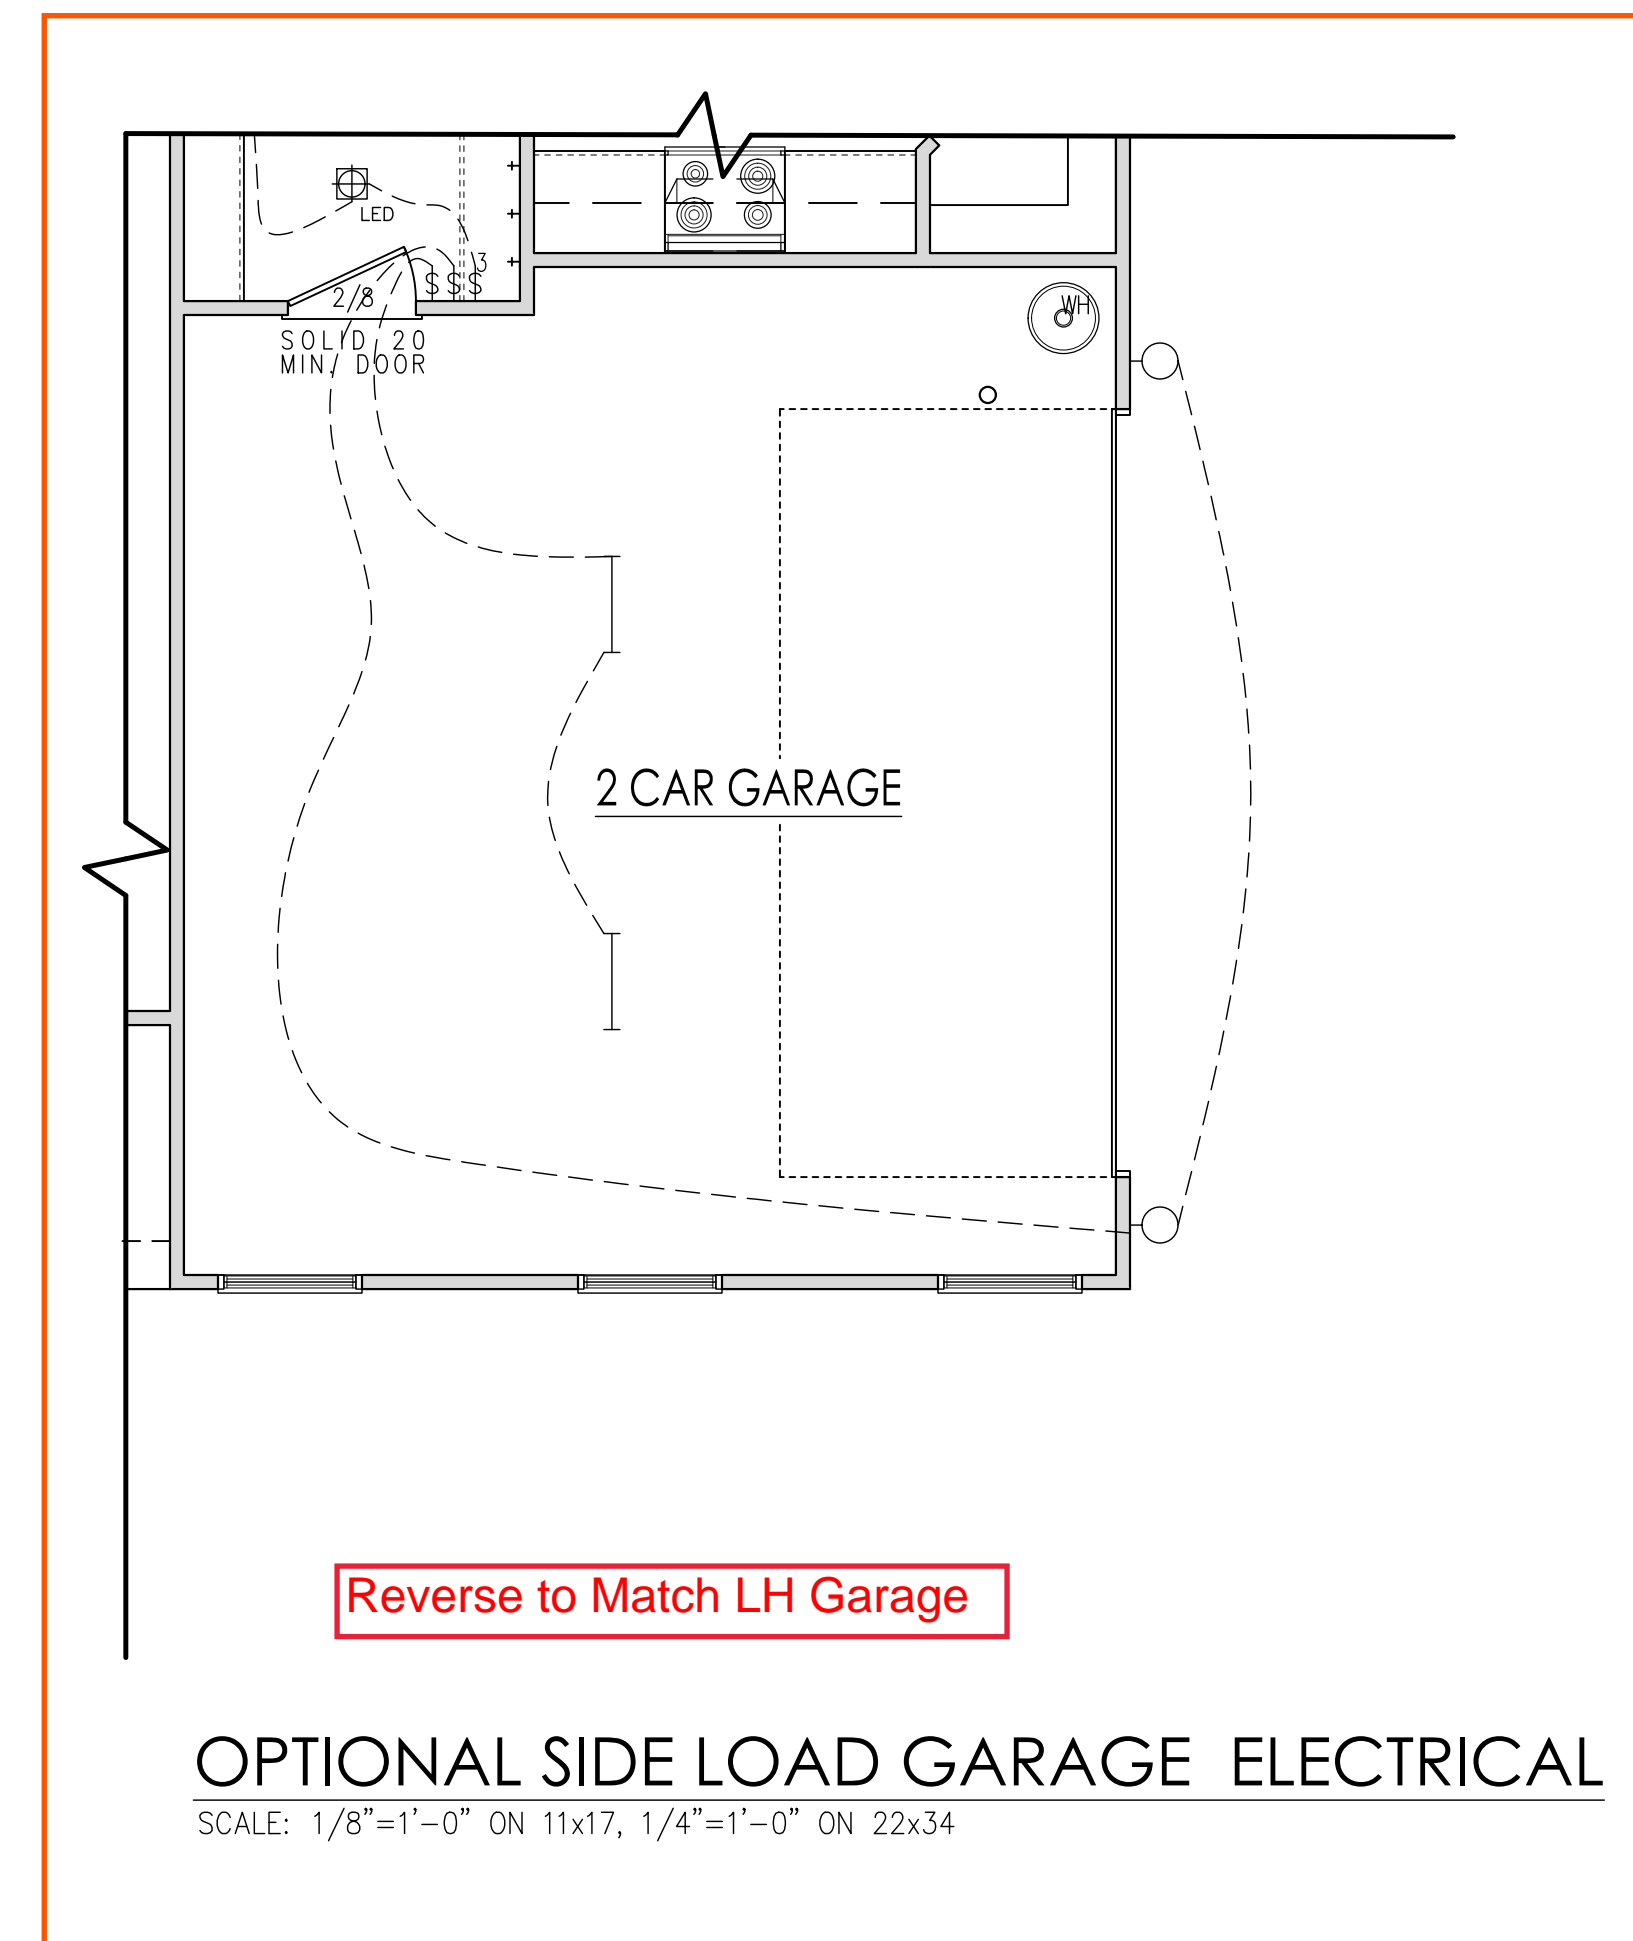 LED
3
S S S
2/8
SOLID 20
MIN. DOOR
WH
2 CAR GARAGE
Reverse to Match LH Garage
OPTIONAL SIDE LOAD GARAGE ELECTRICAL
SCALE: 1/8"=1'-0" ON 11x17, 1/4"=1'-0" ON 22x34